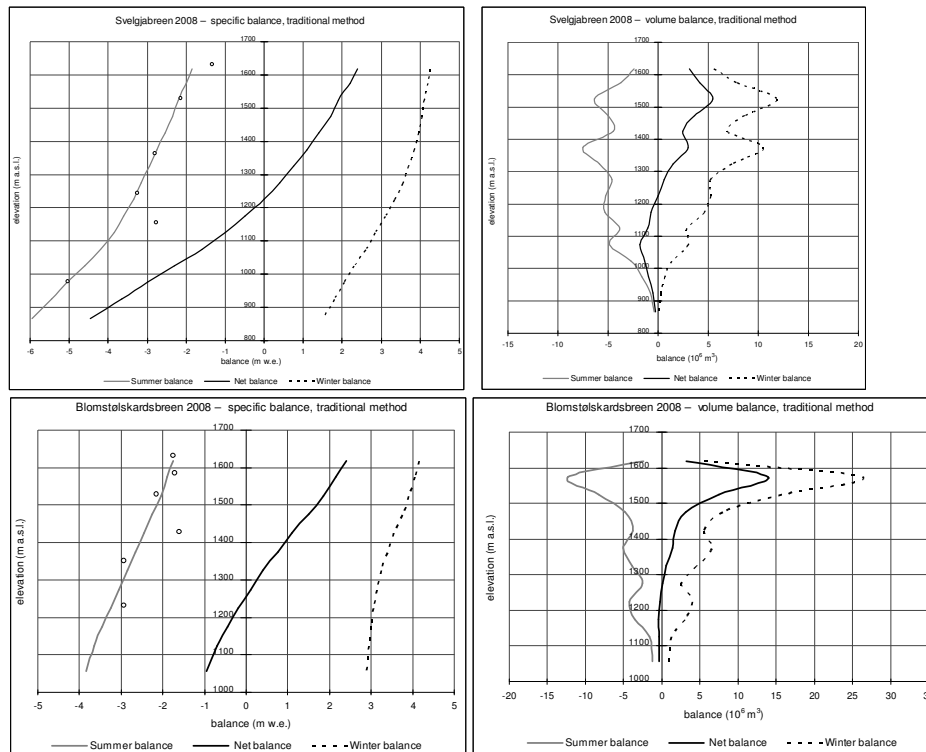 Svelgjabreen 2008 – specific balance, traditional method
1700
1600
1500
1400
1300
1200
1100
1000
900
800
elevation (m a.s.l.)
-6 -5 -4 -3 -2 -1 0 1 2 3 4 5
balance (m w.e.)
Summer balance Net balance Winter balance
Svelgjabreen 2008 – volume balance, traditional method
1700
1600
1500
1400
1300
1200
1100
1000
900
800
elevation (m a.s.l.)
-15 -10 -5 0 5 10 15 20
balance (10⁶ m³)
Summer balance Net balance Winter balance
Blomstølskardsbreen 2008 – specific balance, traditional method
1700
1600
1500
1400
1300
1200
1100
1000
elevation (m a.s.l.)
-5 -4 -3 -2 -1 0 1 2 3 4 5
balance (m w.e.)
Summer balance Net balance Winter balance
Blomstølskardsbreen 2008 – volume balance, traditional method
1700
1600
1500
1400
1300
1200
1100
1000
elevation (m a.s.l.)
-20 -15 -10 -5 0 5 10 15 20 25 30 35
balance (10⁶ m³)
Summer balance Net balance Winter balance